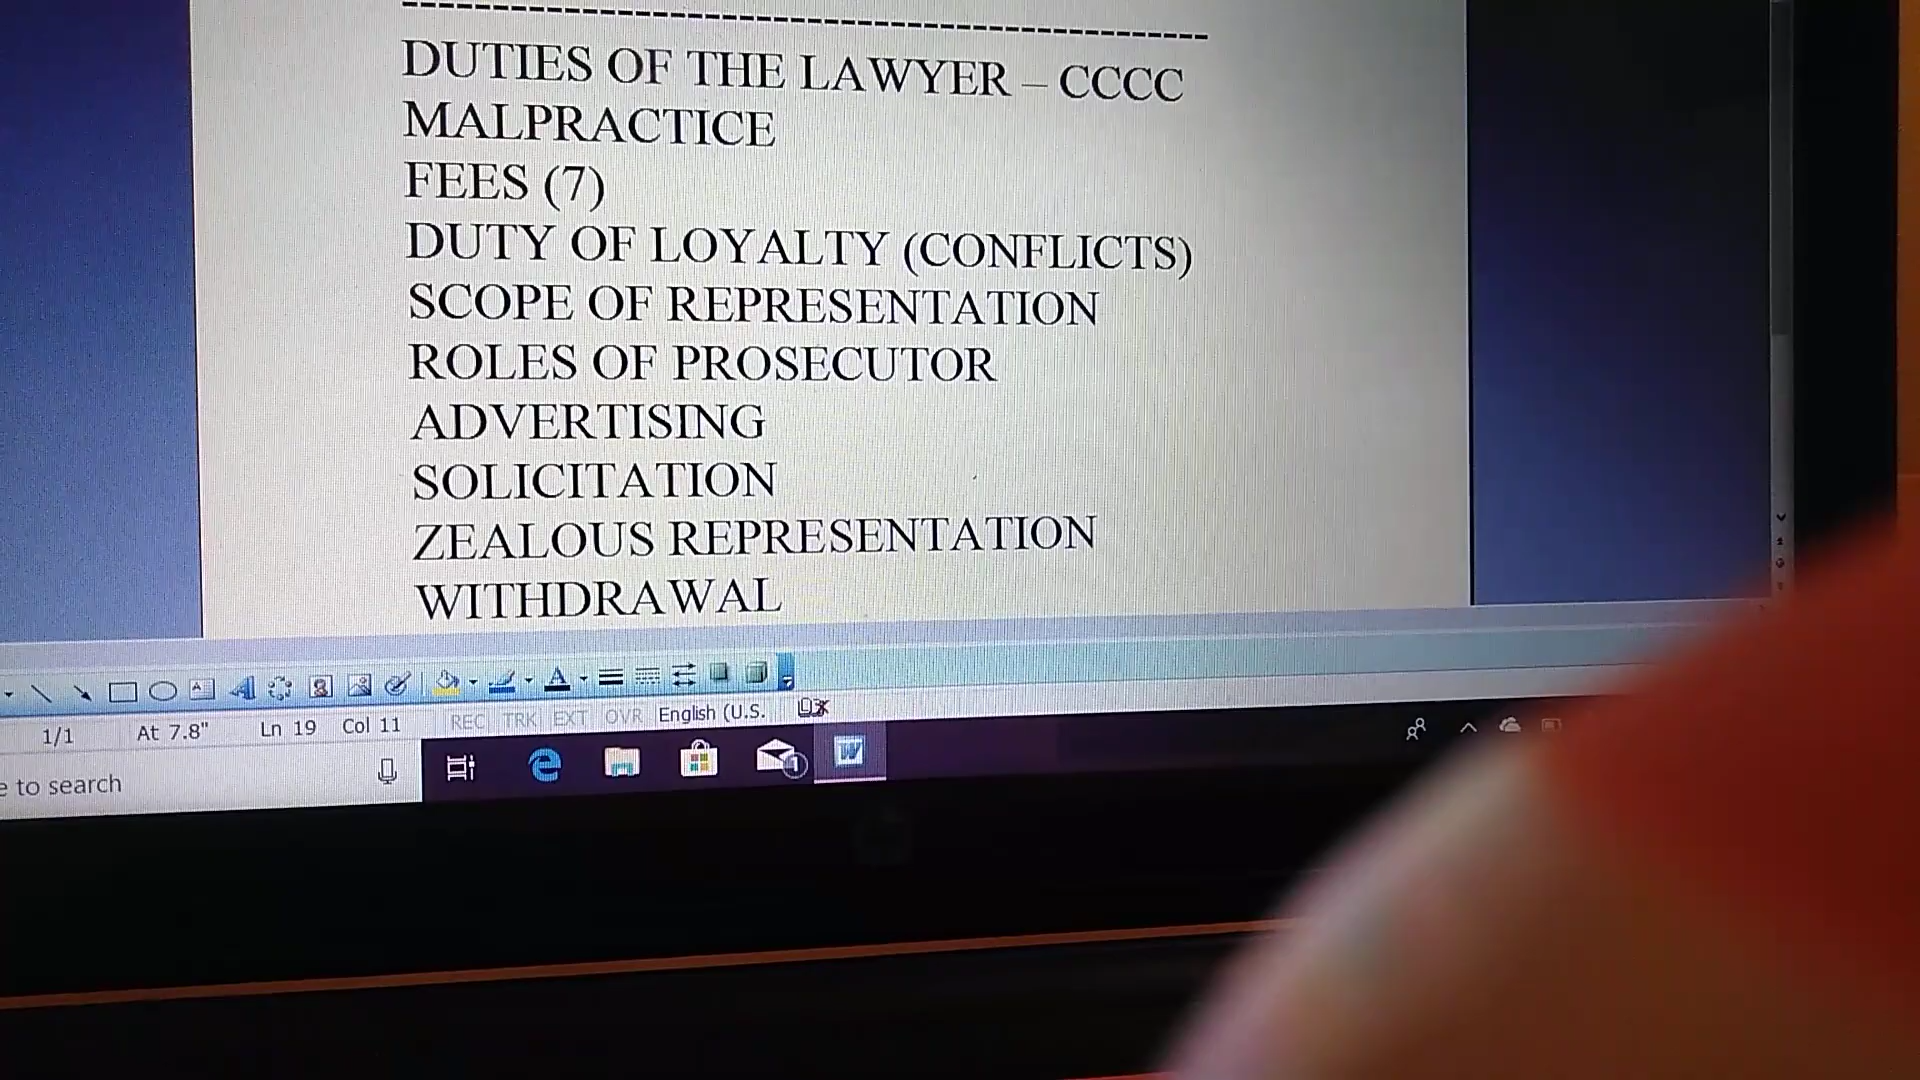 DUTIES OF THE LAWYER – CCCC
MALPRACTICE
FEES (7)
DUTY OF LOYALTY (CONFLICTS)
SCOPE OF REPRESENTATION
ROLES OF PROSECUTOR
ADVERTISING
SOLICITATION
ZEALOUS REPRESENTATION
WITHDRAWAL
1/1 At 7.8" Ln 19 Col 11 REC TRK EXT OVR English (U.S.
to search